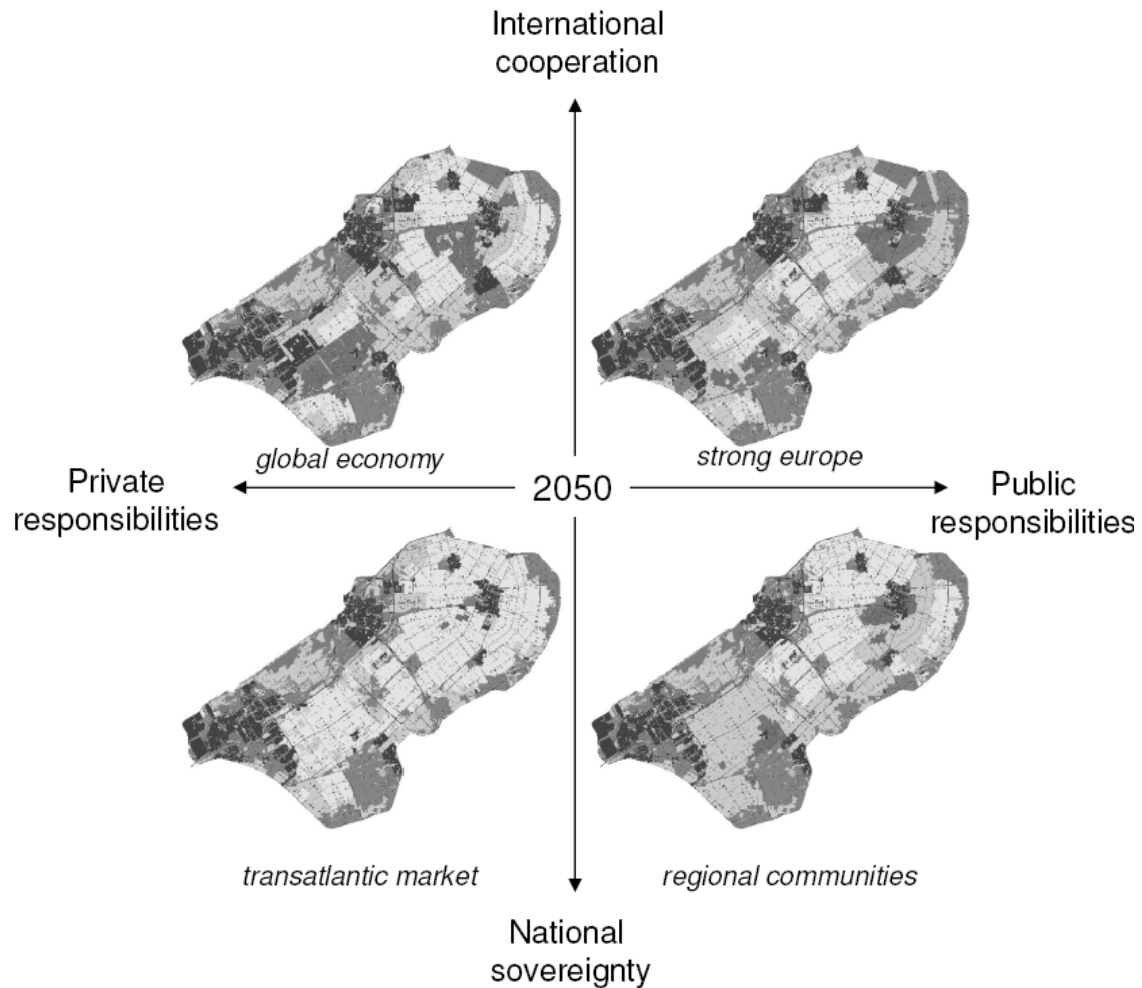 International
cooperation
global economy
strong europe
Private
responsibilities
2050
Public
responsibilities
transatlantic market
regional communities
National
sovereignty